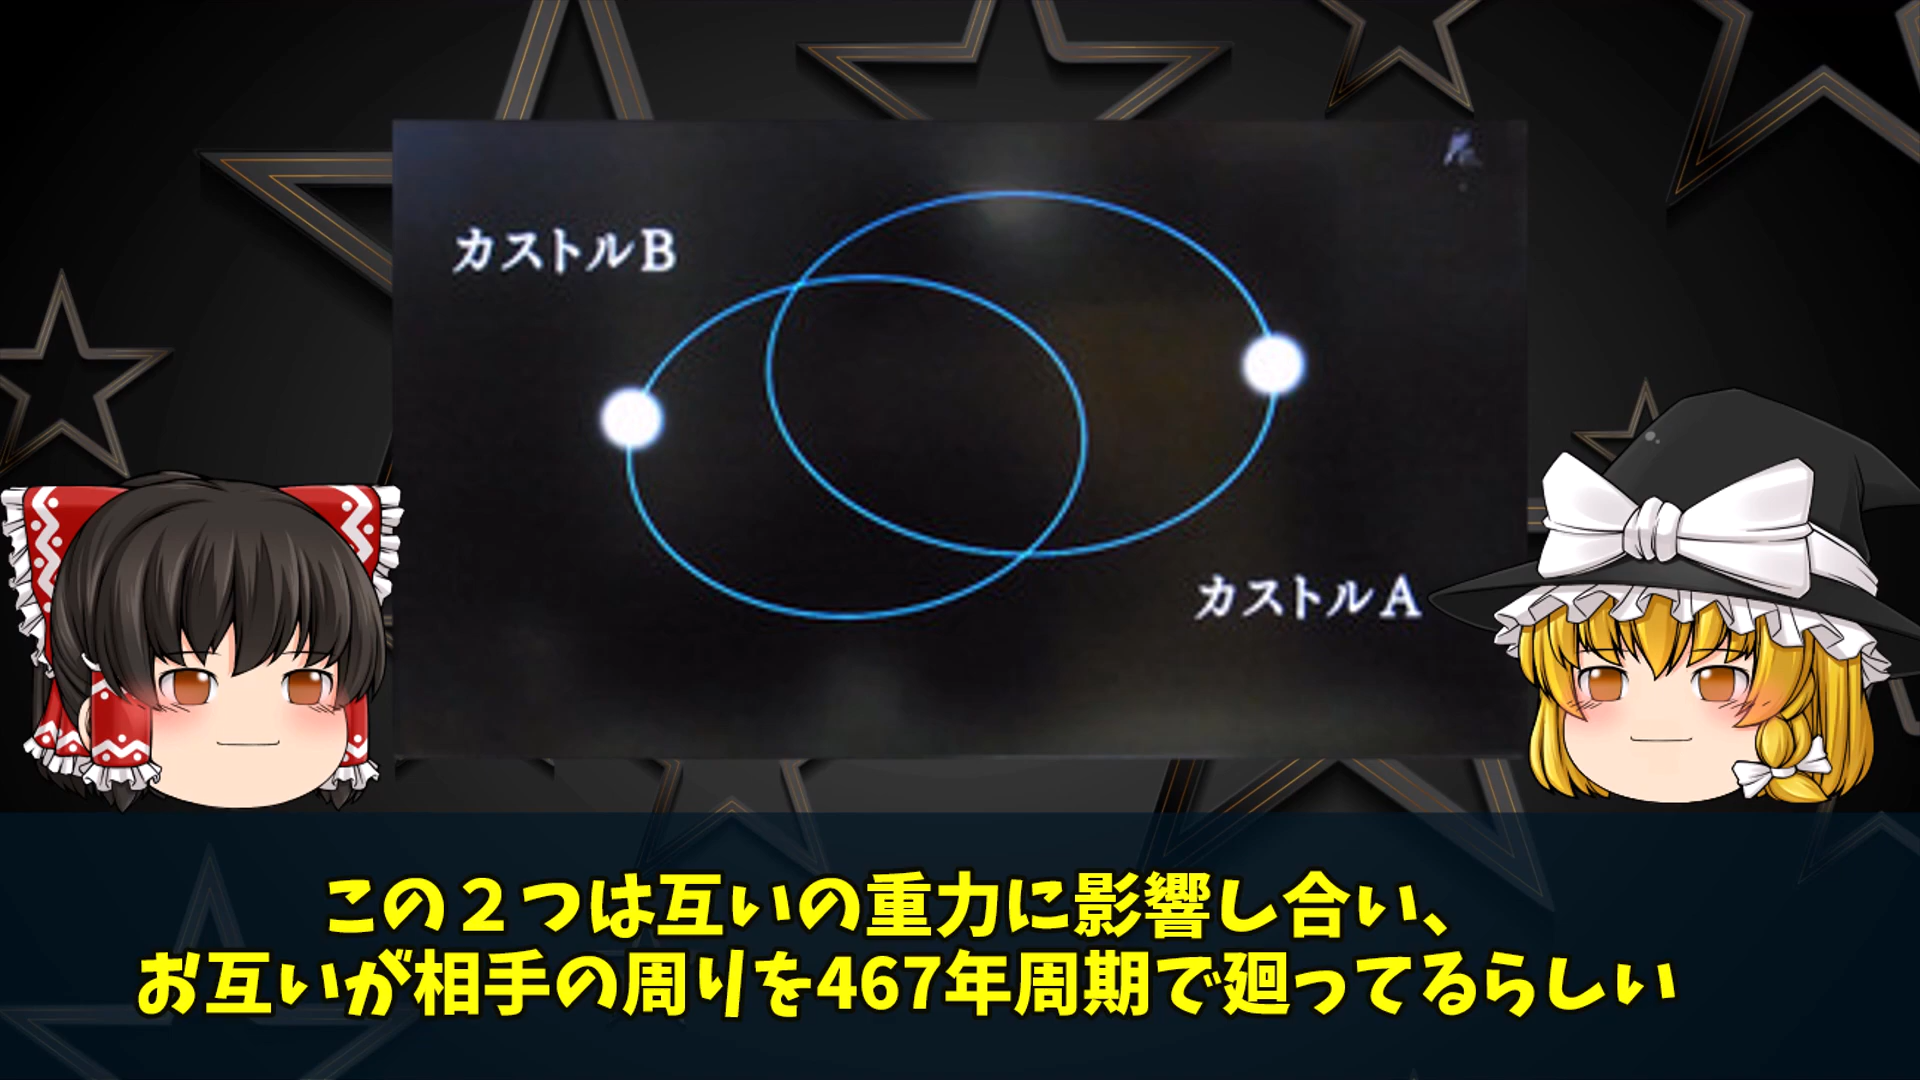 カストルB
カストルA
この２つは互いの重力に影響し合い、
お互いが相手の周りを467年周期で廻ってるらしい